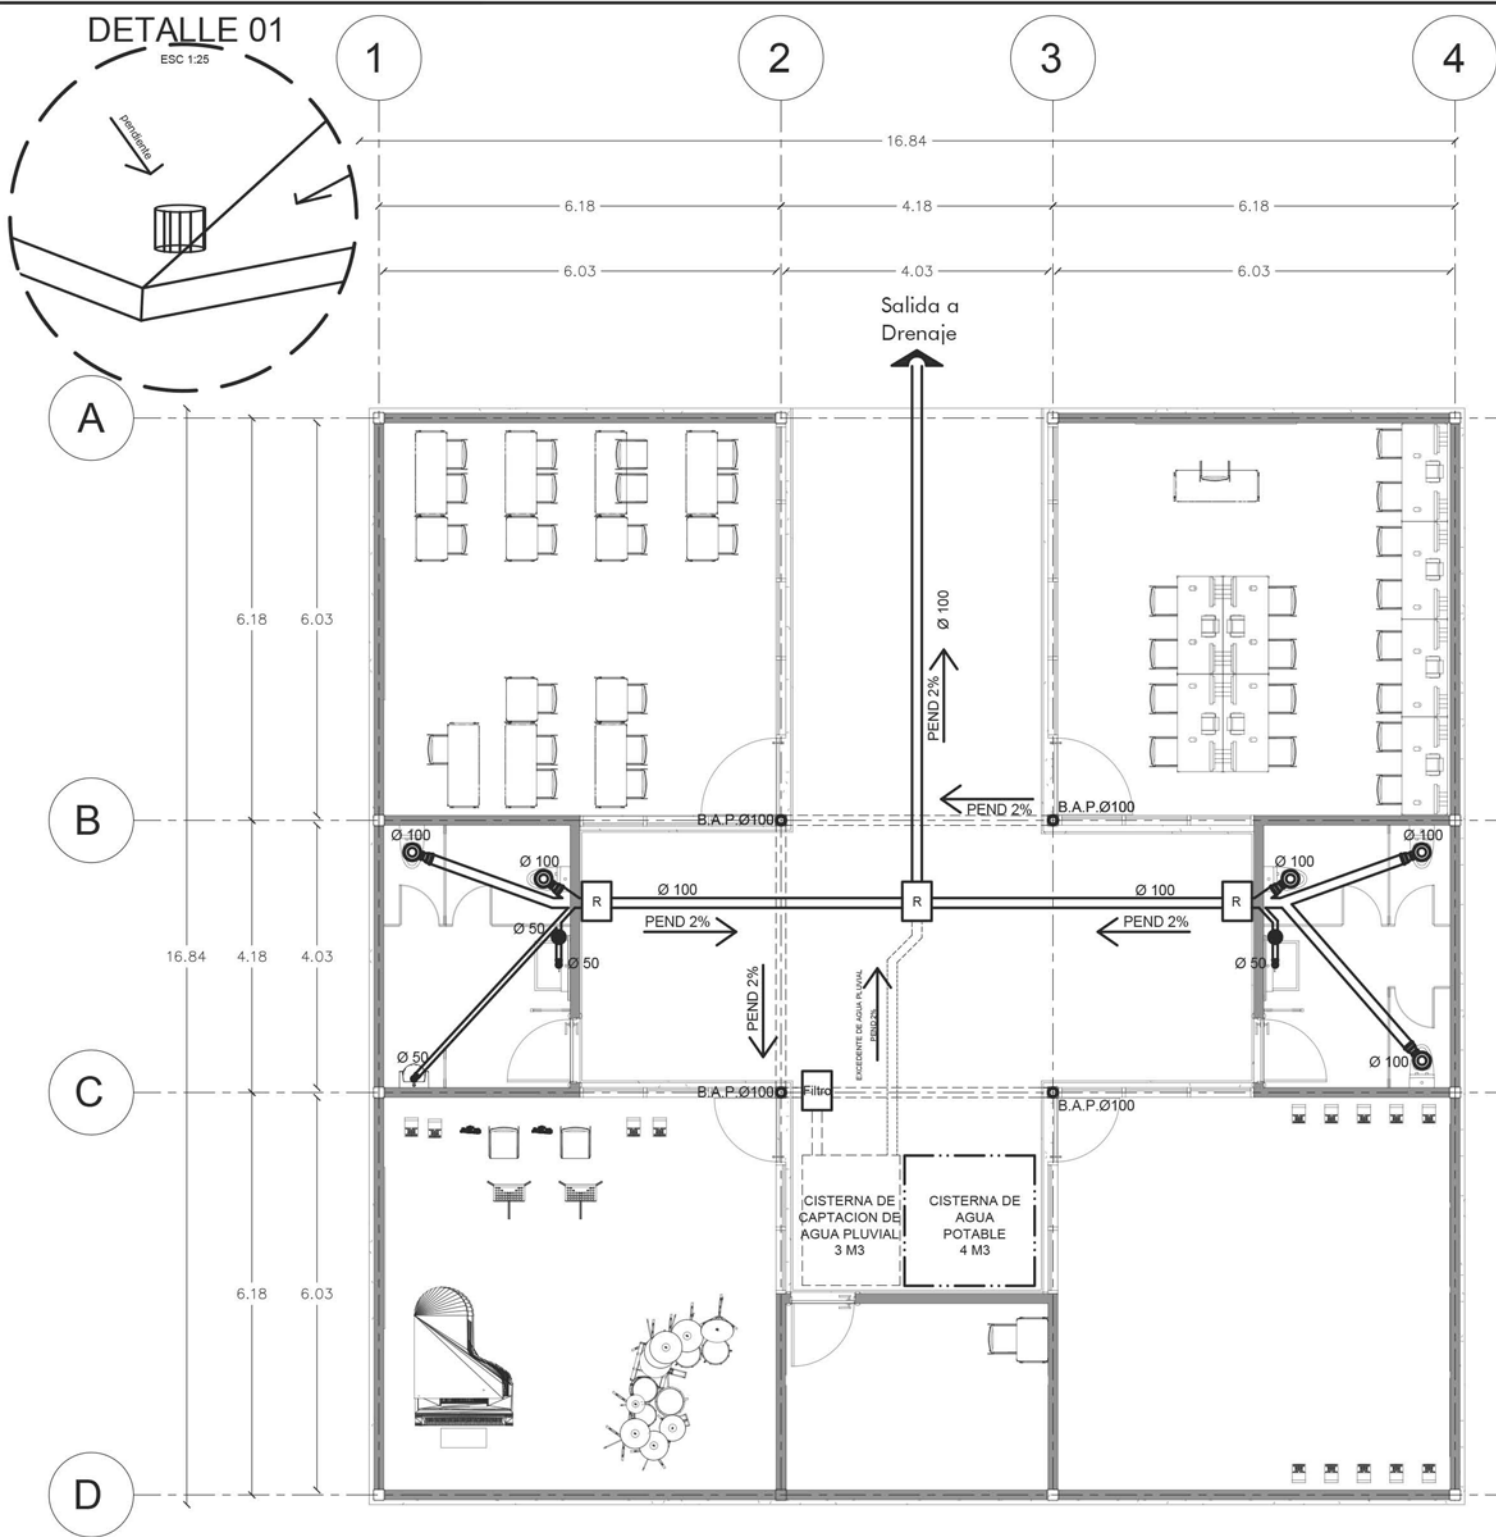 DETALLE 01
ESC 1:25
pendiente
1
2
3
4
16.84
6.18
4.18
6.18
6.03
4.03
6.03
Salida a
Drenaje
A
6.18
6.03
Ø 100
PEND 2%
PEND 2%
B
B.A.P.Ø100
B.A.P.Ø100
Ø 100
Ø 100
Ø 100
Ø 100
R
Ø 100
R
Ø 100
R
PEND 2%
PEND 2%
Ø 50
Ø 50
Ø 50
16.84
4.18
4.03
PEND 2%
EXCEDENTE DE AGUA PLUVIAL
PEND 2%
Ø 50
Ø 100
C
B.A.P.Ø100
Filtro
B.A.P.Ø100
CISTERNA DE
CAPTACION DE
AGUA PLUVIAL
3 M3
CISTERNA DE
AGUA
POTABLE
4 M3
6.18
6.03
D